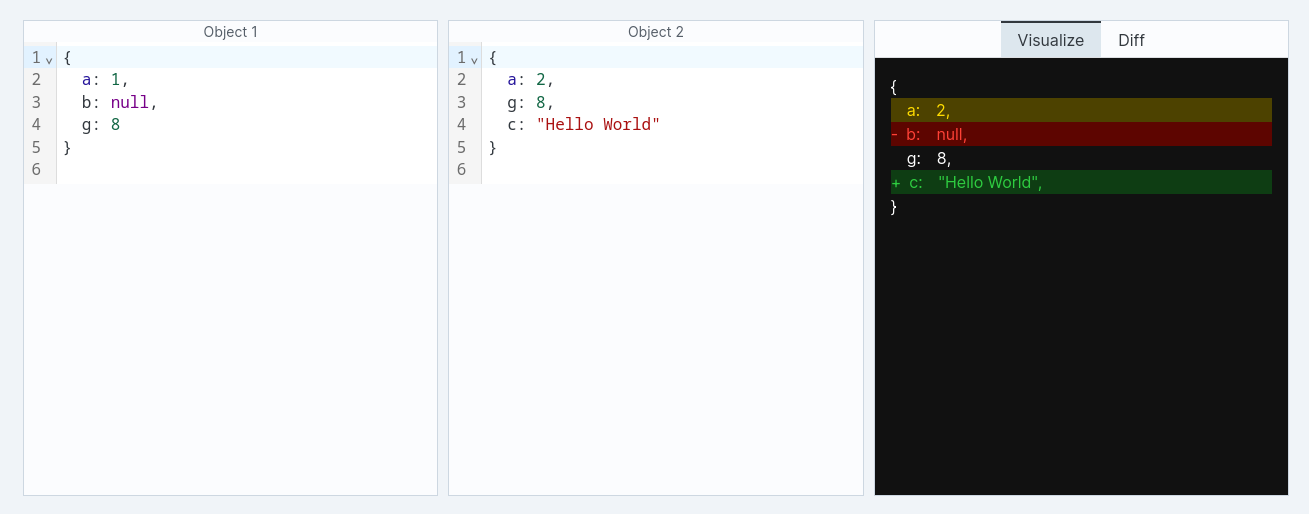 Object 1
1 {
2   a: 1,
3   b: null,
4   g: 8
5 }
6
Object 2
1 {
2   a: 2,
3   g: 8,
4   c: "Hello World"
5 }
6
Visualize Diff
{
a: 2,
- b: null,
g: 8,
+ c: "Hello World",
}